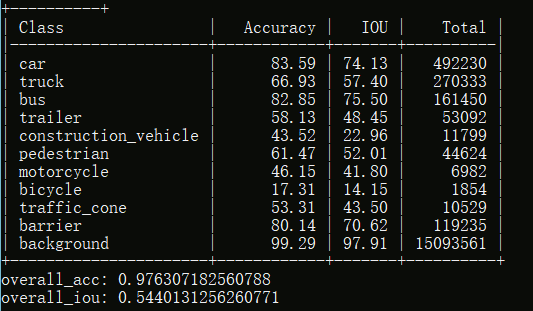 +----------+
| Class | Accuracy | IOU | Total |
|----------------------+------------+-------+----------|
| car | 83.59 | 74.13 | 492230 |
| truck | 66.93 | 57.40 | 270333 |
| bus | 82.85 | 75.50 | 161450 |
| trailer | 58.13 | 48.45 | 53092 |
| construction_vehicle | 43.52 | 22.96 | 11799 |
| pedestrian | 61.47 | 52.01 | 44624 |
| motorcycle | 46.15 | 41.80 | 6982 |
| bicycle | 17.31 | 14.15 | 1854 |
| traffic_cone | 53.31 | 43.50 | 10529 |
| barrier | 80.14 | 70.62 | 119235 |
| background | 99.29 | 97.91 | 15093561 |
+----------------------+------------+-------+----------+
overall_acc: 0.976307182560788
overall_iou: 0.5440131256260771